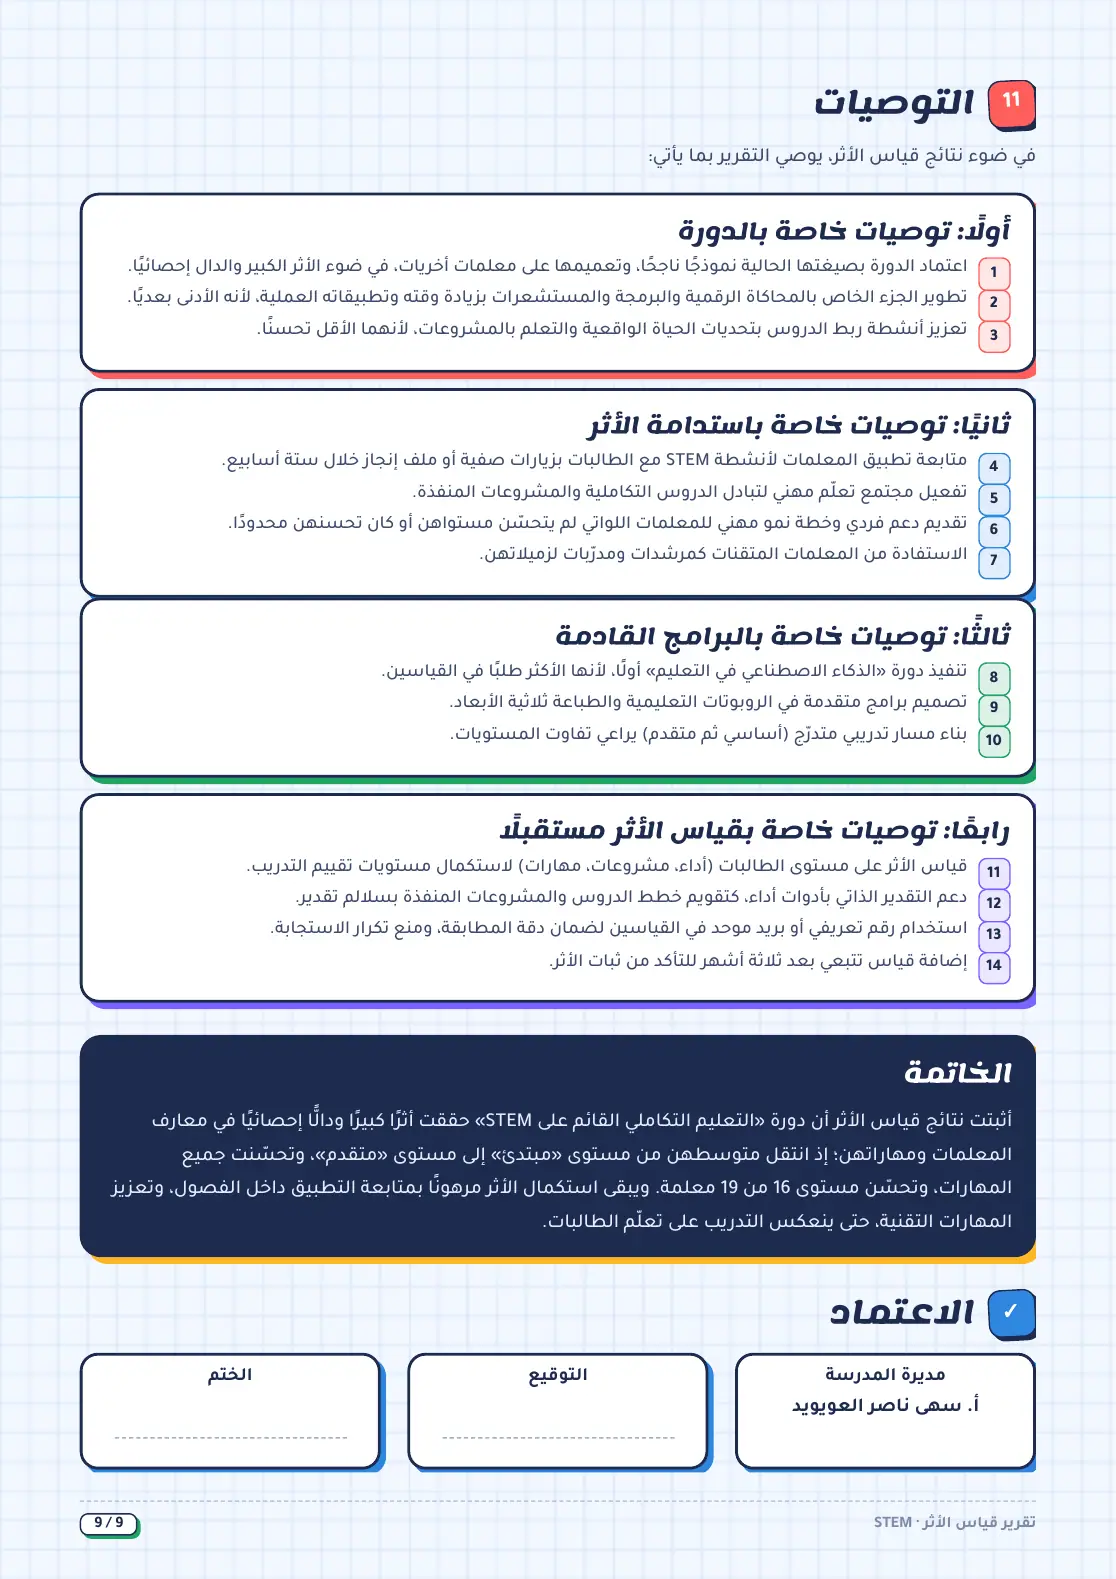 11 التوصيات
في ضوء نتائج قياس الأثر، يوصي التقرير بما يأتي:
أولًا: توصيات خاصة بالدورة
1 اعتماد الدورة بصيغتها الحالية نموذجًا ناجحًا، وتعميمها على معلمات أخريات، في ضوء الأثر الكبير والدال إحصائيًا.
2 تطوير الجزء الخاص بالمحاكاة الرقمية والبرمجة والمستشعرات بزيادة وقته وتطبيقاته العملية، لأنه الأدنى بعديًا.
3 تعزيز أنشطة ربط الدروس بتحديات الحياة الواقعية والتعلم بالمشروعات، لأنهما الأقل تحسنًا.
ثانيًا: توصيات خاصة باستدامة الأثر
4 متابعة تطبيق المعلمات لأنشطة STEM مع الطالبات بزيارات صفية أو ملف إنجاز خلال ستة أسابيع.
5 تفعيل مجتمع تعلّم مهني لتبادل الدروس التكاملية والمشروعات المنفذة.
6 تقديم دعم فردي وخطة نمو مهني للمعلمات اللواتي لم يتحسّن مستواهن أو كان تحسنهن محدودًا.
7 الاستفادة من المعلمات المتقنات كمرشدات ومدرّبات لزميلاتهن.
ثالثًا: توصيات خاصة بالبرامج القادمة
8 تنفيذ دورة «الذكاء الاصطناعي في التعليم» أولًا، لأنها الأكثر طلبًا في القياسين.
9 تصميم برامج متقدمة في الروبوتات التعليمية والطباعة ثلاثية الأبعاد.
10 بناء مسار تدريبي متدرّج (أساسي ثم متقدم) يراعي تفاوت المستويات.
رابعًا: توصيات خاصة بقياس الأثر مستقبلًا
11 قياس الأثر على مستوى الطالبات (أداء، مشروعات، مهارات) لاستكمال مستويات تقييم التدريب.
12 دعم التقدير الذاتي بأدوات أداء، كتقويم خطط الدروس والمشروعات المنفذة بسلالم تقدير.
13 استخدام رقم تعريفي أو بريد موحد في القياسين لضمان دقة المطابقة، ومنع تكرار الاستجابة.
14 إضافة قياس تتبعي بعد ثلاثة أشهر للتأكد من ثبات الأثر.
الخاتمة
أثبتت نتائج قياس الأثر أن دورة «التعليم التكاملي القائم على STEM» حققت أثرًا كبيرًا ودالًّا إحصائيًا في معارف
المعلمات ومهاراتهن؛ إذ انتقل متوسطهن من مستوى «مبتدئ» إلى مستوى «متقدم»، وتحسّنت جميع
المهارات، وتحسّن مستوى 16 من 19 معلمة. ويبقى استكمال الأثر مرهونًا بمتابعة التطبيق داخل الفصول، وتعزيز
المهارات التقنية، حتى ينعكس التدريب على تعلّم الطالبات.
✓ الاعتماد
مديرة المدرسة
أ. سهى ناصر العويويد
التوقيع
الختم
تقرير قياس الأثر · STEM
9 / 9